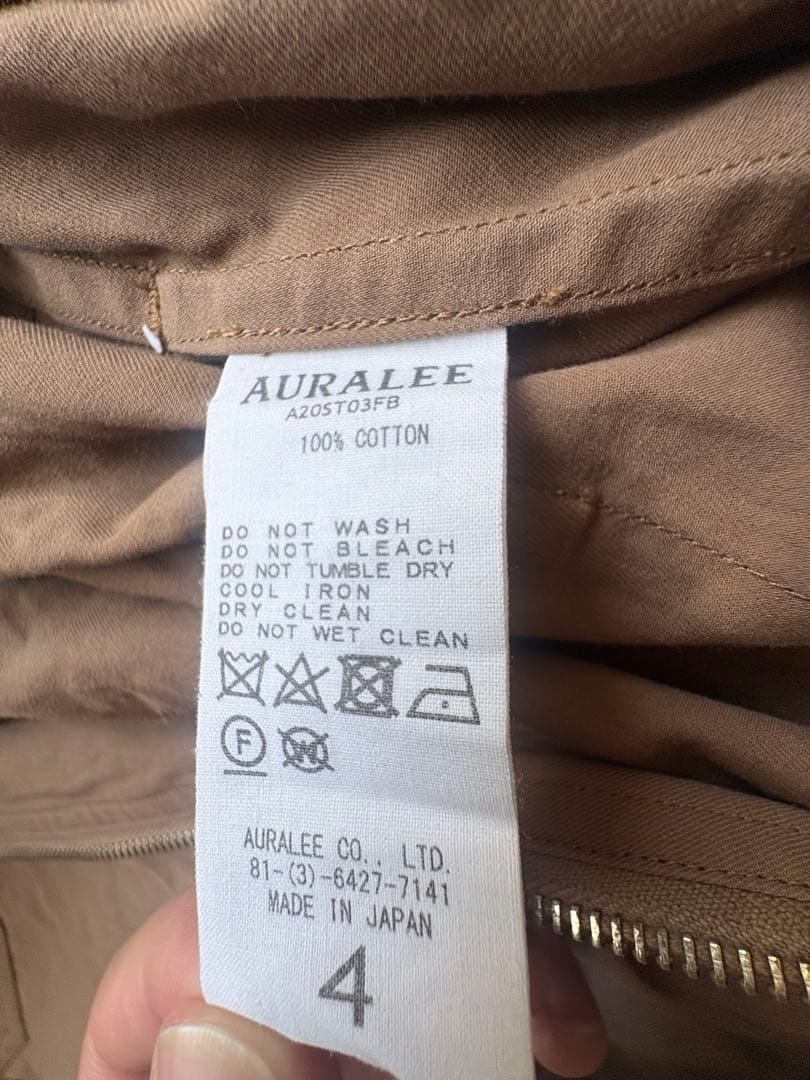 AURALEE
A20ST03FB
100% COTTON
DO NOT WASH
DO NOT BLEACH
DO NOT TUMBLE DRY
COOL IRON
DRY CLEAN
DO NOT WET CLEAN
F W
AURALEE CO., LTD.
81-(3)-6427-7141
MADE IN JAPAN
4